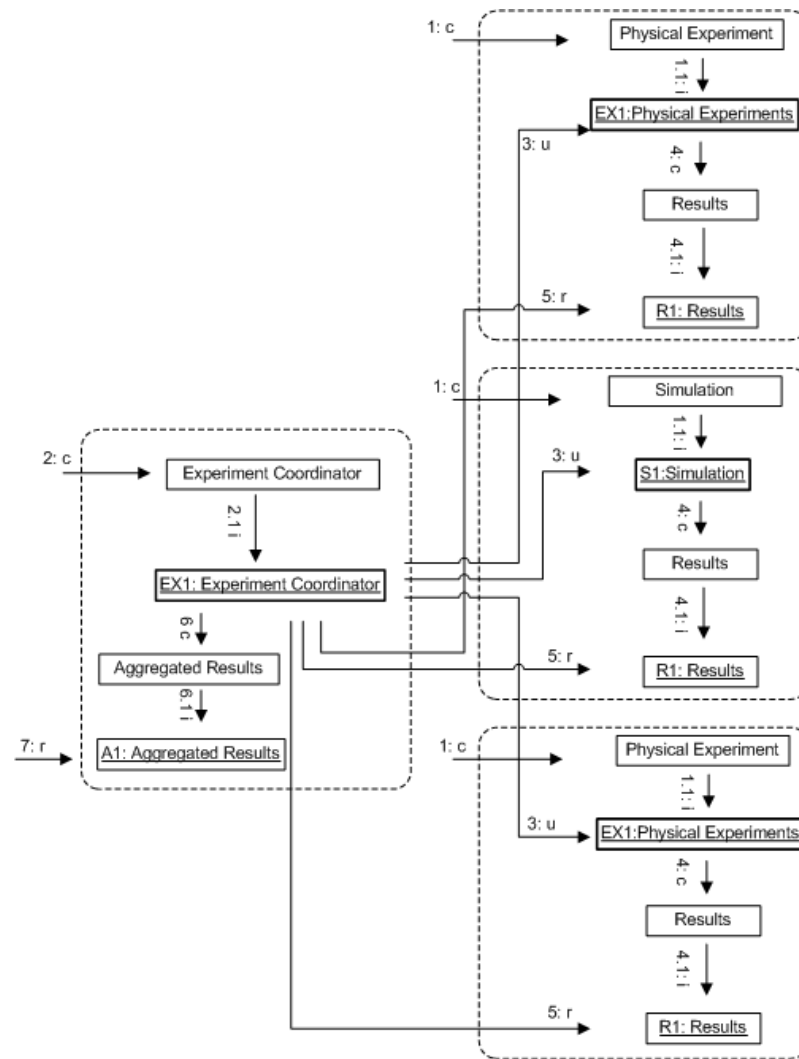 1: c
Physical Experiment
1.1: i
EX1:Physical Experiments
3: u
4: c
Results
4.1: i
5: r
R1: Results
1: c
Simulation
1.1: i
2: c
Experiment Coordinator
3: u
S1:Simulation
2.1 i
4: c
EX1: Experiment Coordinator
Results
6.c
4.1: i
Aggregated Results
5: r
R1: Results
6.1 i
7: r
A1: Aggregated Results
1: c
Physical Experiment
1.1: i
3: u
EX1:Physical Experiments
4: c
Results
4.1: i
5: r
R1: Results